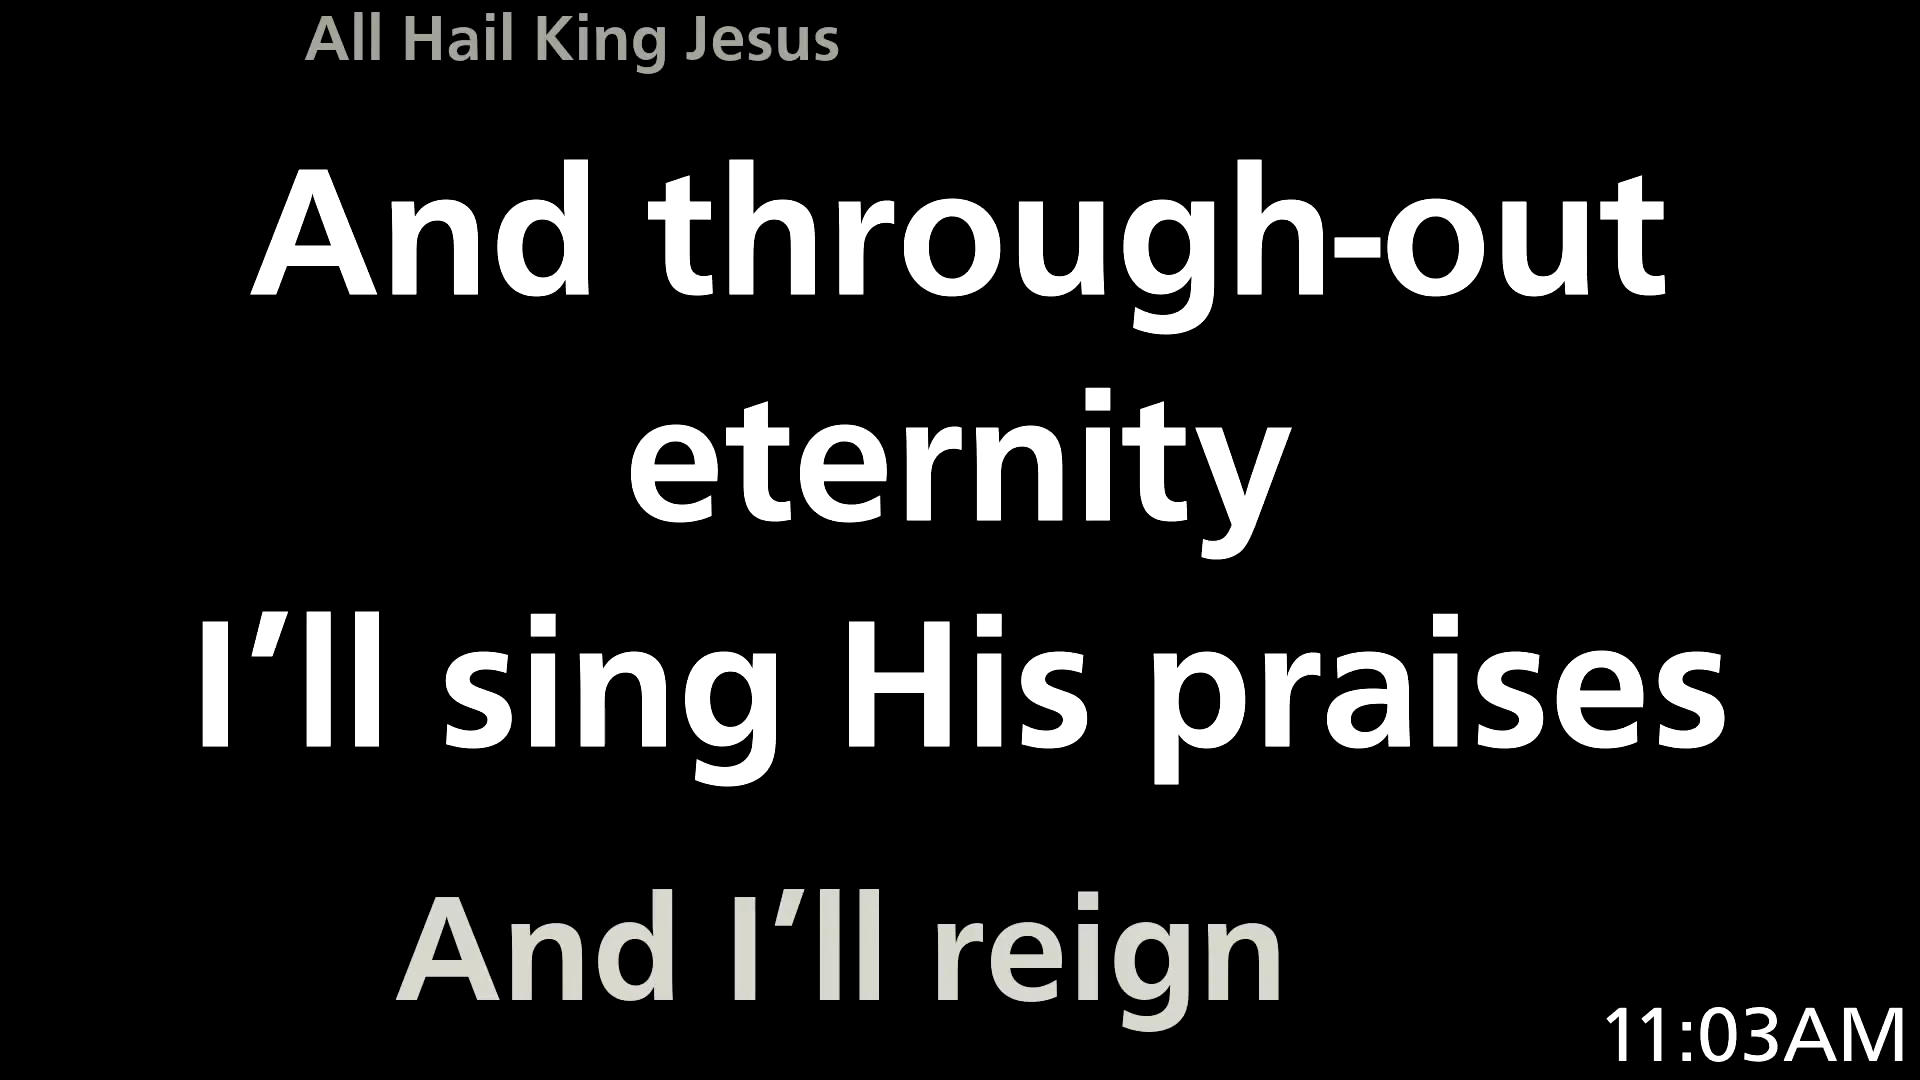 All Hail King Jesus
And through-out
eternity
I’ll sing His praises
And I’ll reign
11:03AM